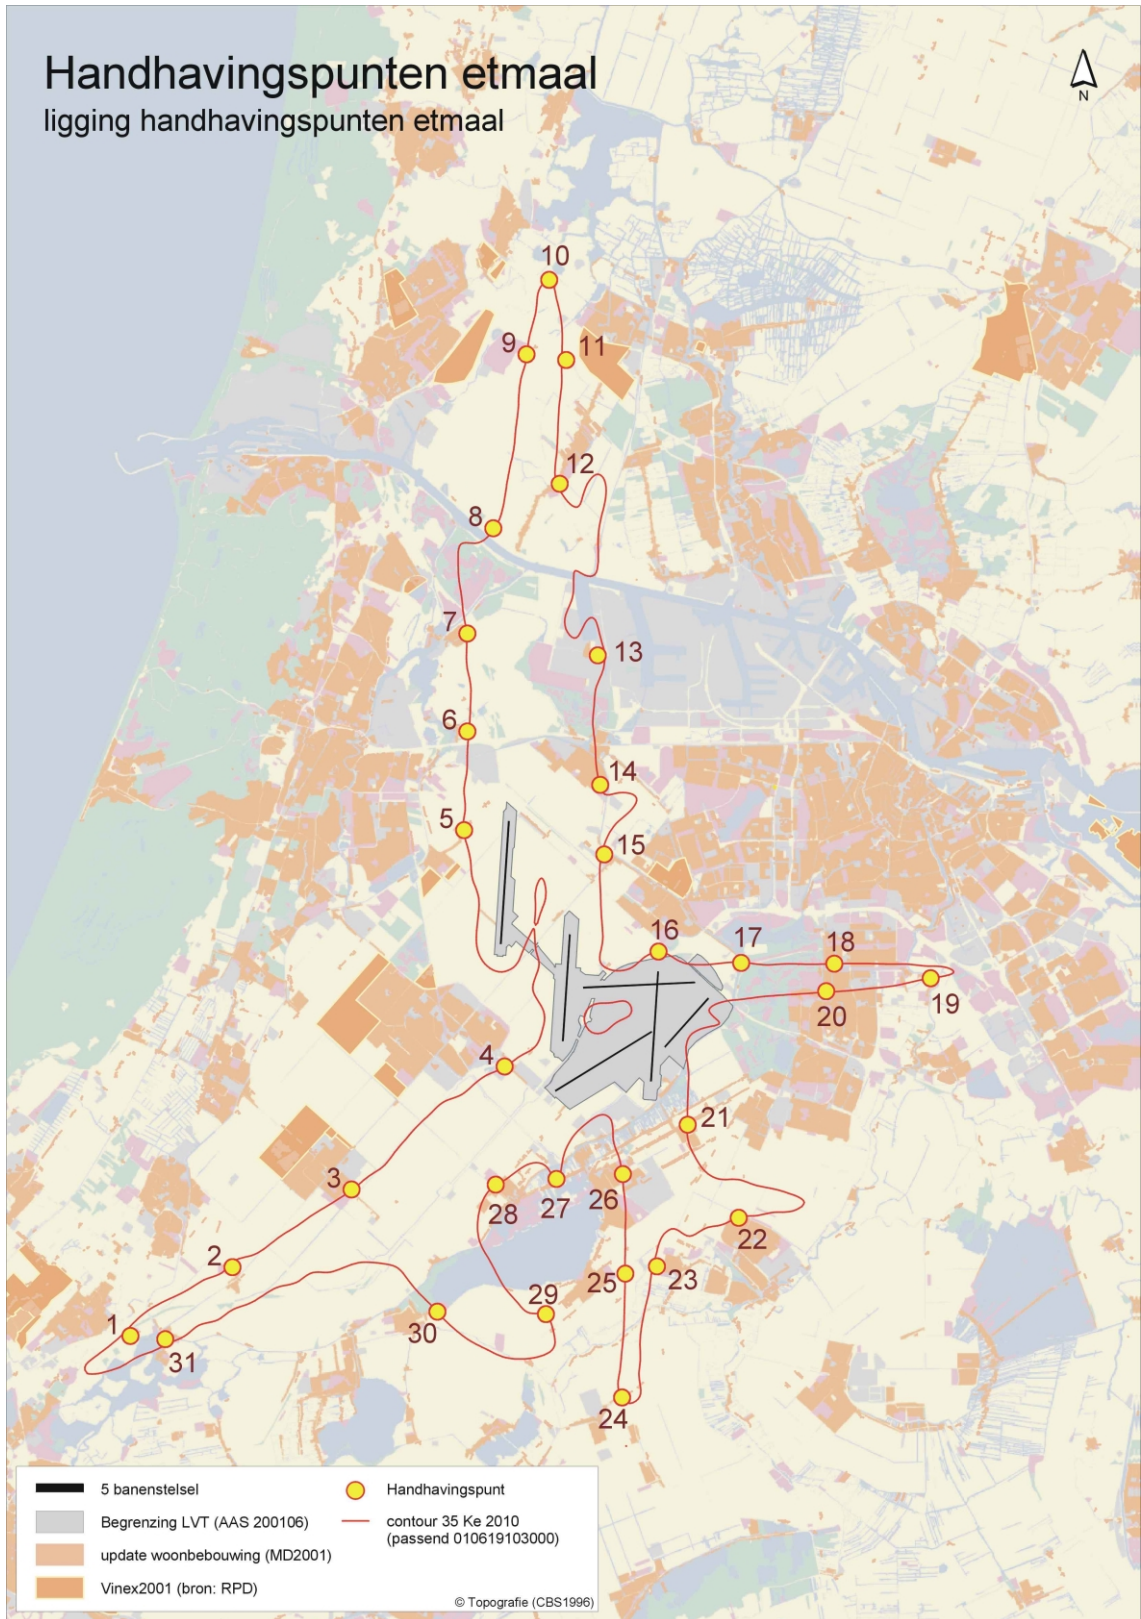 Handhavingspunten etmaal
ligging handhavingspunten etmaal
N
10
9
11
12
8
7
13
6
14
5
15
16
17
18
19
20
4
21
3
28
27
26
22
2
25
23
29
30
1
31
24
5 banenstelsel
Begrenzing LVT (AAS 200106)
update woonbebouwing (MD2001)
Vinex2001 (bron: RPD)
Handhavingspunt
contour 35 Ke 2010
(passend 010619103000)
© Topografie (CBS1996)